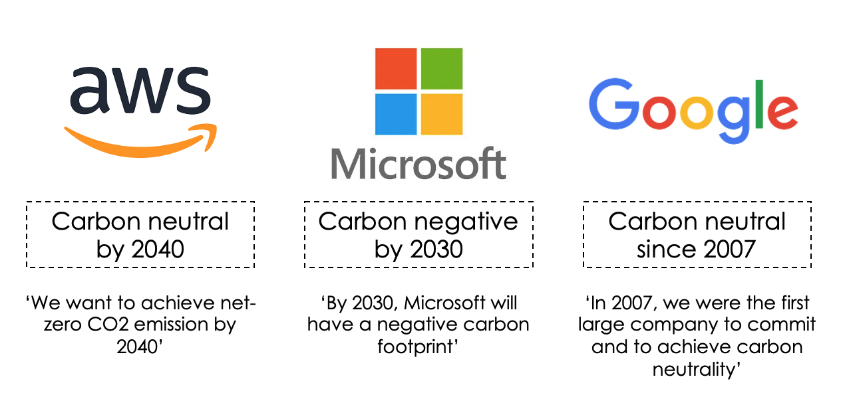 aws
Microsoft
Google
Carbon neutral
by 2040
Carbon negative
by 2030
Carbon neutral
since 2007
‘We want to achieve net-
zero CO2 emission by
2040’
‘By 2030, Microsoft will
have a negative carbon
footprint’
‘In 2007, we were the first
large company to commit
and to achieve carbon
neutrality’